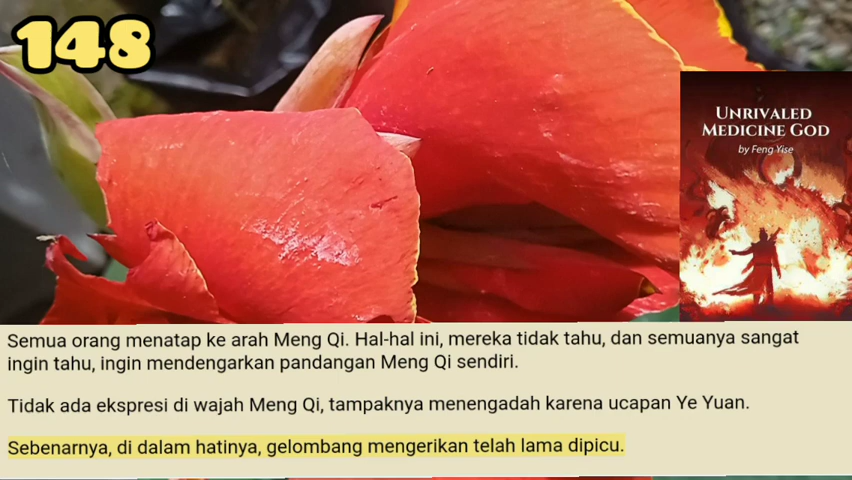 148
UNRIVALED
MEDICINE GOD
by Feng Yise
Semua orang menatap ke arah Meng Qi. Hal-hal ini, mereka tidak tahu, dan semuanya sangat
ingin tahu, ingin mendengarkan pandangan Meng Qi sendiri.
Tidak ada ekspresi di wajah Meng Qi, tampaknya menengadah karena ucapan Ye Yuan.
Sebenarnya, di dalam hatinya, gelombang mengerikan telah lama dipicu.